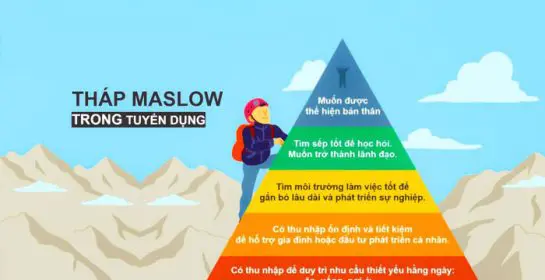 THÁP MASLOW
TRONG TUYỂN DỤNG
Muốn được
thể hiện bản thân
Tìm sếp tốt để học hỏi.
Muốn trở thành lãnh đạo.
Tìm môi trường làm việc tốt để
gắn bó lâu dài và phát triển sự nghiệp.
Có thu nhập ổn định và tiết kiệm
để hỗ trợ gia đình hoặc đầu tư phát triển cá nhân.
Có thu nhập để duy trì nhu cầu thiết yếu hằng ngày: